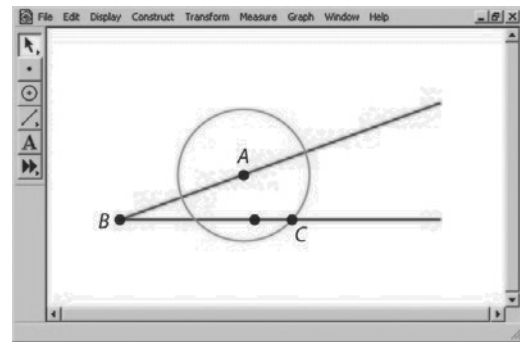 File Edit Display Construct Transform Measure Graph Window Help
A
A
B
C